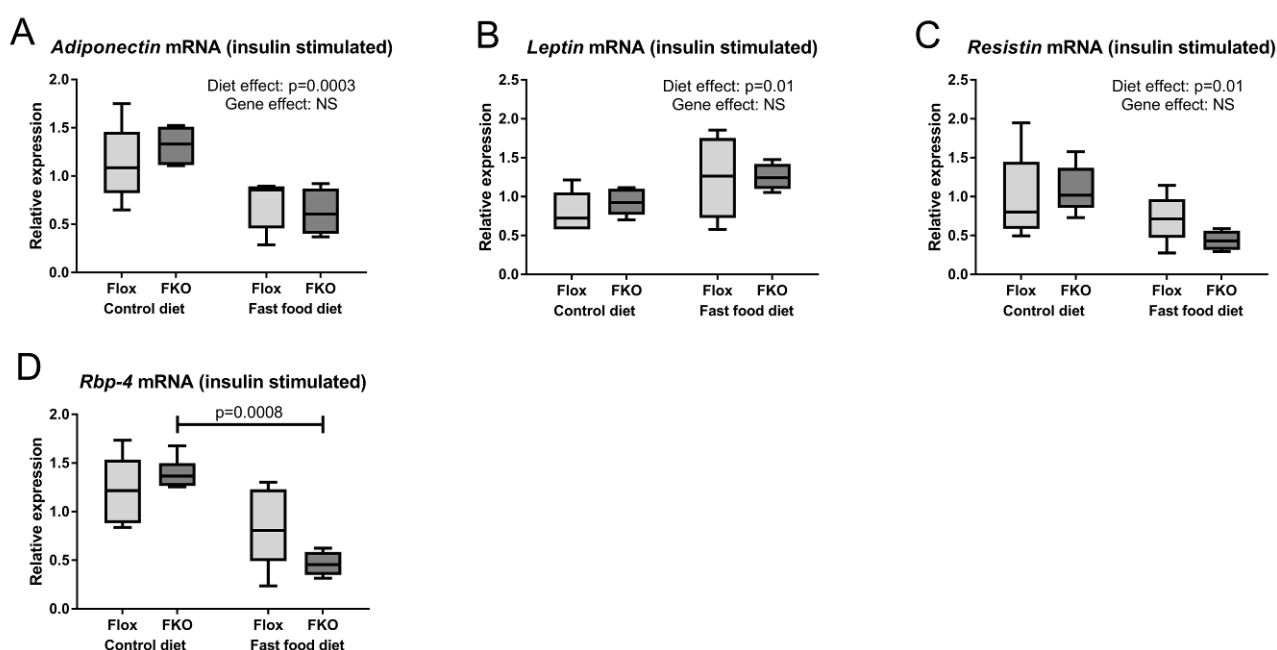 A
Adiponectin mRNA (insulin stimulated)
Diet effect: p=0.0003
Gene effect: NS
Relative expression
2.0
1.5
1.0
0.5
0.0
Flox FKO Flox FKO
Control diet Fast food diet
B
Leptin mRNA (insulin stimulated)
Diet effect: p=0.01
Gene effect: NS
Relative expression
2.5
2.0
1.5
1.0
0.5
0.0
Flox FKO Flox FKO
Control diet Fast food diet
C
Resistin mRNA (insulin stimulated)
Diet effect: p=0.01
Gene effect: NS
Relative expression
2.5
2.0
1.5
1.0
0.5
0.0
Flox FKO Flox FKO
Control diet Fast food diet
D
Rbp-4 mRNA (insulin stimulated)
p=0.0008
Relative expression
2.0
1.5
1.0
0.5
0.0
Flox FKO Flox FKO
Control diet Fast food diet